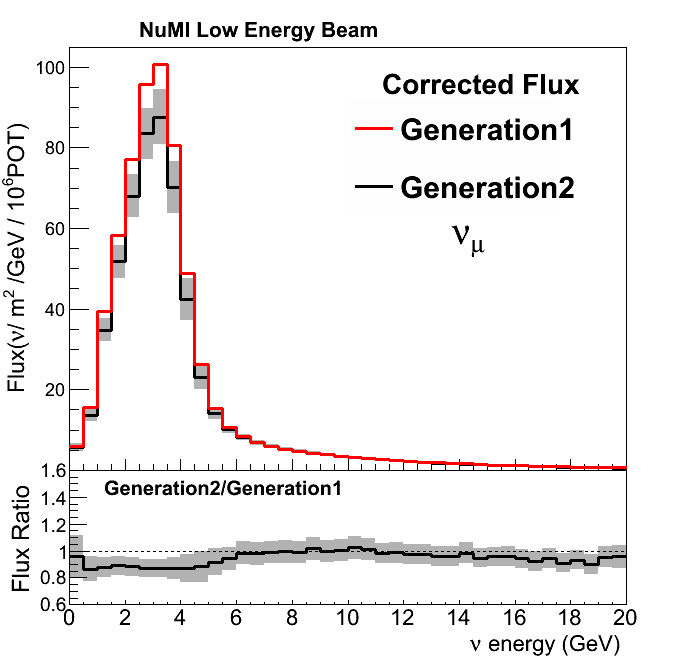 NuMI Low Energy Beam
Corrected Flux
Generation1
Generation2
νμ
Flux(ν/ m² /GeV / 10⁶POT)
100
80
60
40
20
Generation2/Generation1
Flux Ratio
1.6
1.4
1.2
1
0.8
0.6
0 2 4 6 8 10 12 14 16 18 20
ν energy (GeV)